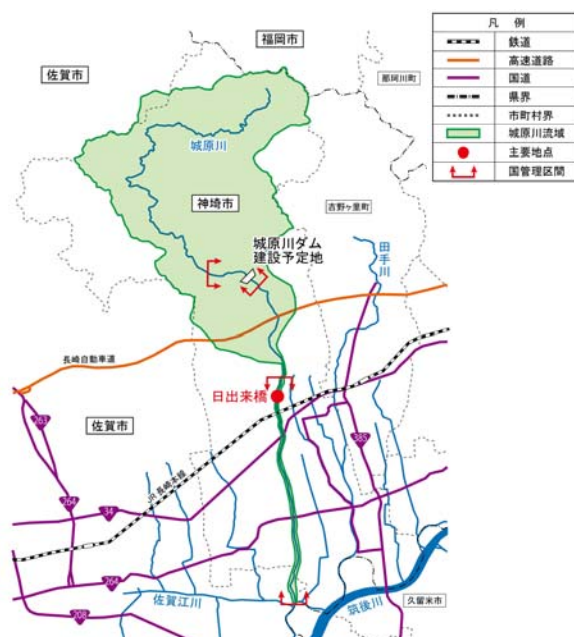 凡 例
鉄道
高速道路
国道
県界
市町村界
城原川流域
主要地点
国管理区間
福岡市
佐賀市
那珂川町
城原川
神埼市
吉野ヶ里町
城原川ダム
建設予定地
田手川
長崎自動車道
日出来橋
佐賀市
263
385
JR長崎本線
264
34
264
208
佐賀江川
筑後川
久留米市